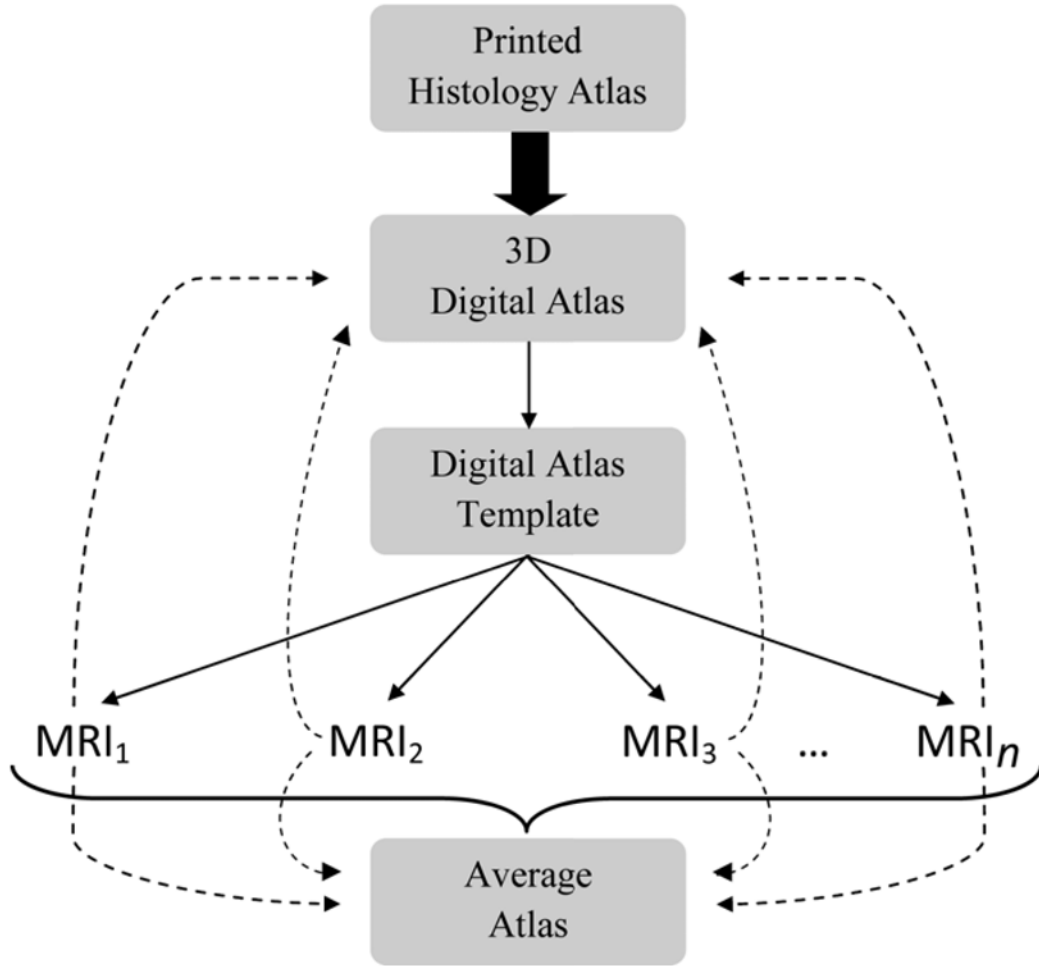 Printed
Histology Atlas
3D
Digital Atlas
Digital Atlas
Template
MRI₁ MRI₂ MRI₃ ... MRIₙ
Average
Atlas